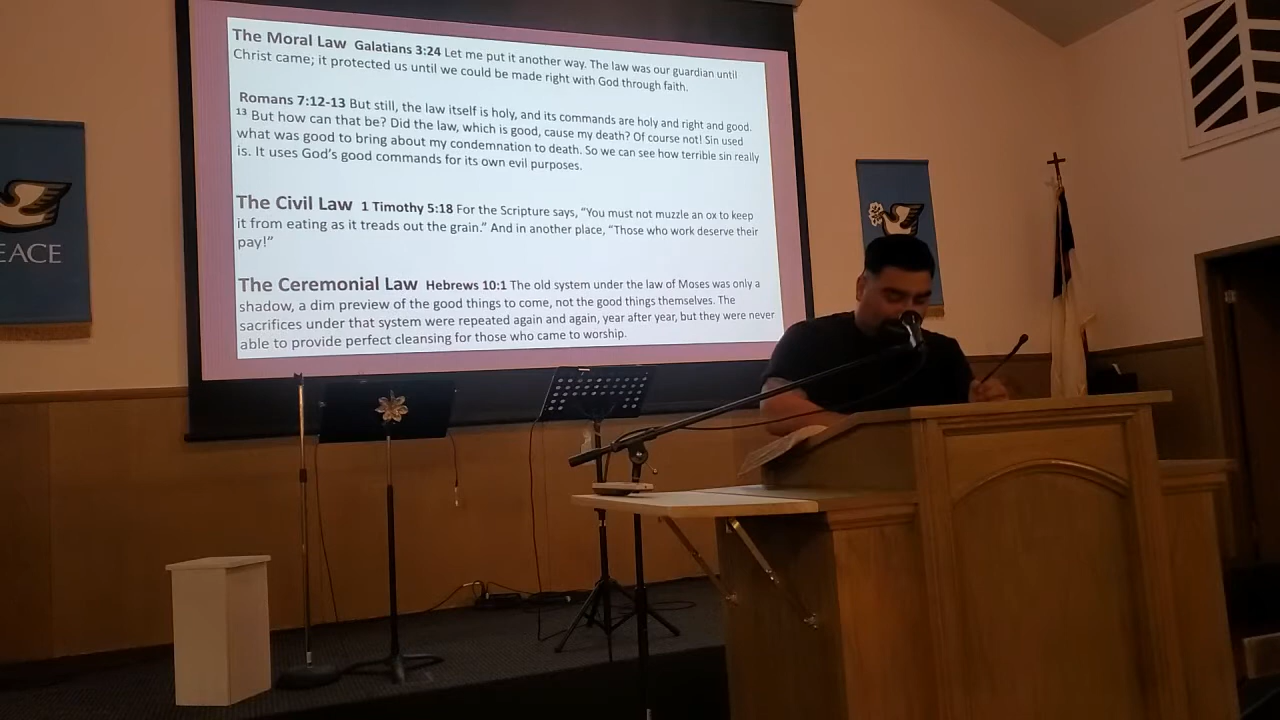 The Moral Law Galatians 3:24 Let me put it another way. The law was our guardian until
Christ came; it protected us until we could be made right with God through faith.
Romans 7:12-13 But still, the law itself is holy, and its commands are holy and right and good.
13 But how can that be? Did the law, which is good, cause my death? Of course not! Sin used
what was good to bring about my condemnation to death. So we can see how terrible sin really
is. It uses God’s good commands for its own evil purposes.
The Civil Law 1 Timothy 5:18 For the Scripture says, “You must not muzzle an ox to keep
it from eating as it treads out the grain.” And in another place, “Those who work deserve their
pay!”
The Ceremonial Law Hebrews 10:1 The old system under the law of Moses was only a
shadow, a dim preview of the good things to come, not the good things themselves. The
sacrifices under that system were repeated again and again, year after year, but they were never
able to provide perfect cleansing for those who came to worship.
EACE